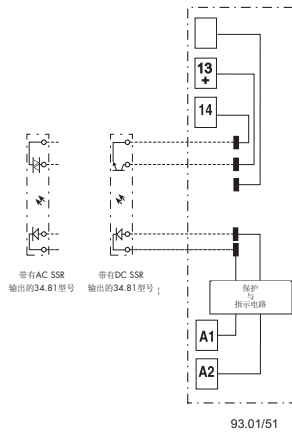 13
+
14
带有AC SSR
输出的34.81型号
带有DC SSR
输出的34.81型号
保护
与
指示电路
A1
A2
93.01/51